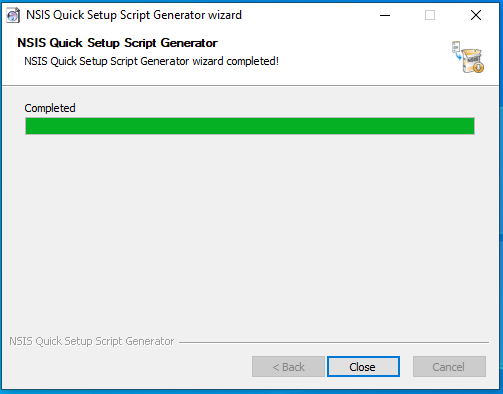 NSIS Quick Setup Script Generator wizard
NSIS Quick Setup Script Generator
NSIS Quick Setup Script Generator wizard completed!
Completed
NSIS Quick Setup Script Generator
< Back
Close
Cancel